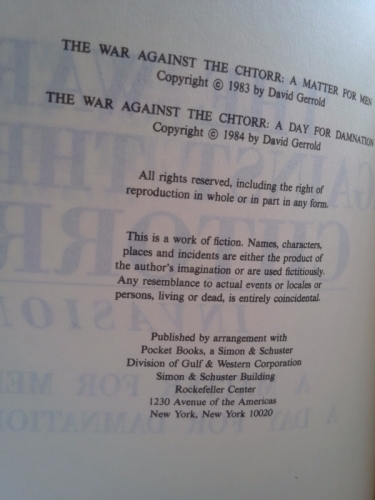 THE WAR AGAINST THE CHTORR: A MATTER FOR MEN
Copyright © 1983 by David Gerrold
THE WAR AGAINST THE CHTORR: A DAY FOR DAMNATION
Copyright © 1984 by David Gerrold
All rights reserved, including the right of
reproduction in whole or in part in any form.
This is a work of fiction. Names, characters,
places and incidents are either the product of
the author's imagination or are used fictitiously.
Any resemblance to actual events or locales or
persons, living or dead, is entirely coincidental.
Published by arrangement with
Pocket Books, a Simon & Schuster
Division of Gulf & Western Corporation
Simon & Schuster Building
Rockefeller Center
1230 Avenue of the Americas
New York, New York 10020